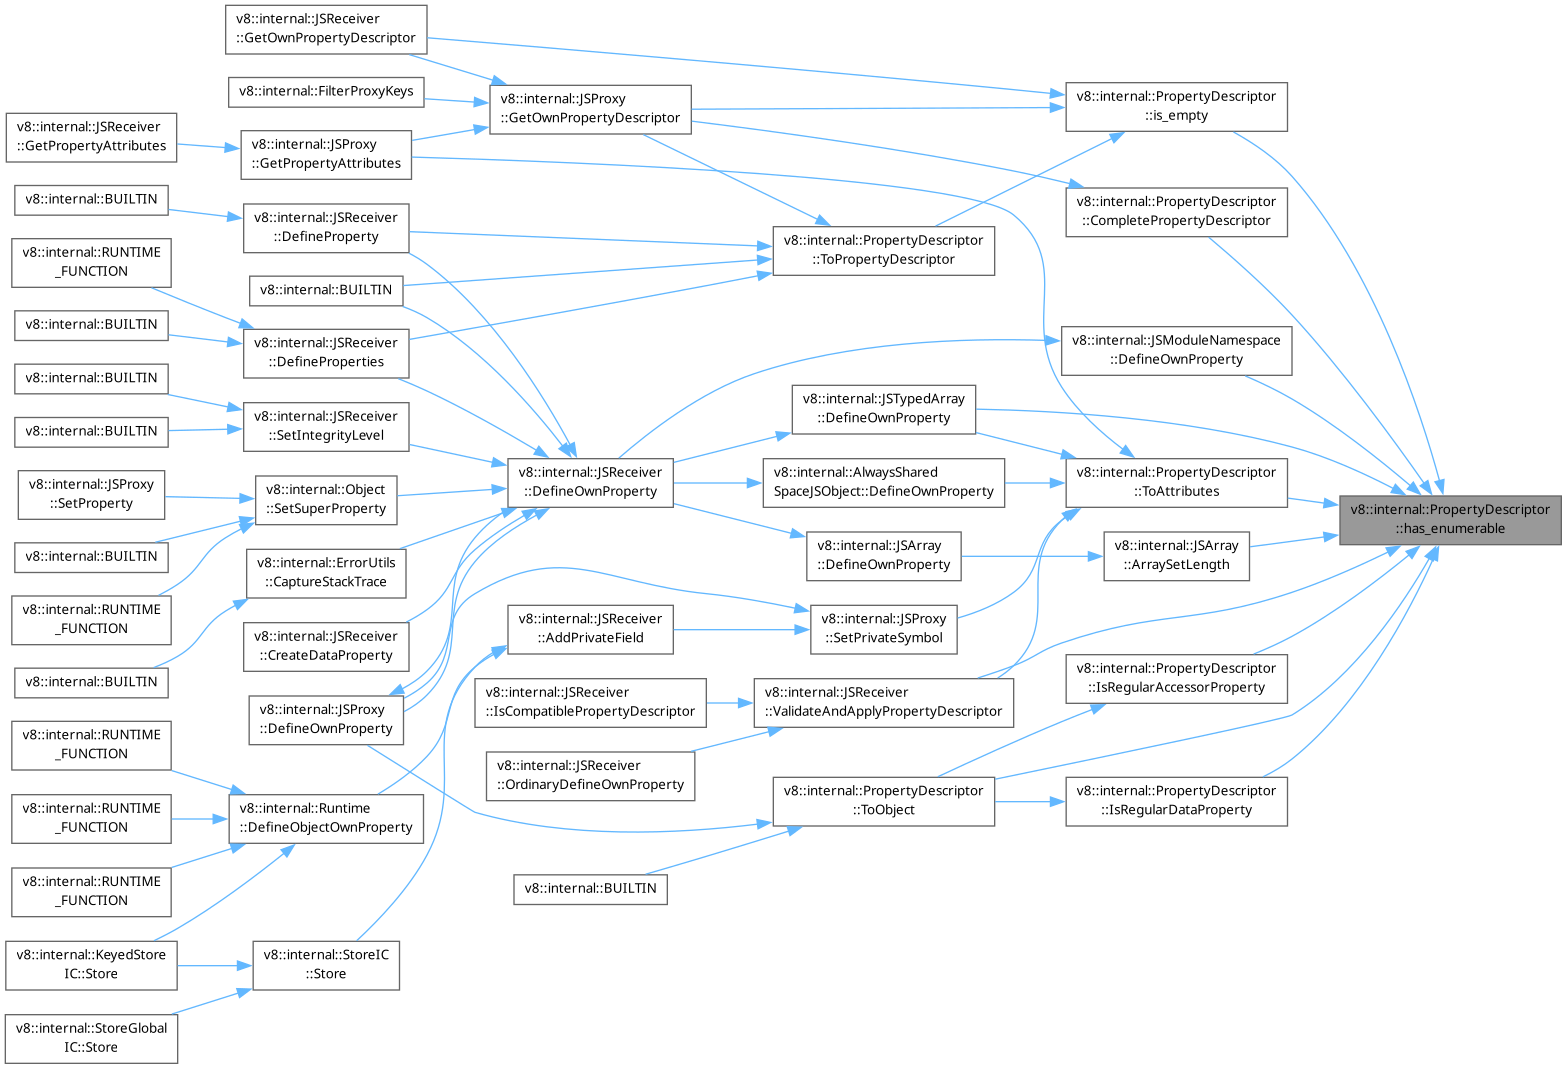 v8::internal::JSReceiver
::GetOwnPropertyDescriptor
v8::internal::FilterProxyKeys
v8::internal::JSProxy
::GetOwnPropertyDescriptor
v8::internal::PropertyDescriptor
::is_empty
v8::internal::JSReceiver
::GetPropertyAttributes
v8::internal::JSProxy
::GetPropertyAttributes
v8::internal::BUILTIN
v8::internal::JSReceiver
::DefineProperty
v8::internal::PropertyDescriptor
::CompletePropertyDescriptor
v8::internal::PropertyDescriptor
::ToPropertyDescriptor
v8::internal::RUNTIME
_FUNCTION
v8::internal::BUILTIN
v8::internal::BUILTIN
v8::internal::JSReceiver
::DefineProperties
v8::internal::JSModuleNamespace
::DefineOwnProperty
v8::internal::BUILTIN
v8::internal::BUILTIN
v8::internal::JSReceiver
::SetIntegrityLevel
v8::internal::JSTypedArray
::DefineOwnProperty
v8::internal::JSProxy
::SetProperty
v8::internal::Object
::SetSuperProperty
v8::internal::JSReceiver
::DefineOwnProperty
v8::internal::AlwaysShared
SpaceJSObject::DefineOwnProperty
v8::internal::PropertyDescriptor
::ToAttributes
v8::internal::PropertyDescriptor
::has_enumerable
v8::internal::BUILTIN
v8::internal::ErrorUtils
::CaptureStackTrace
v8::internal::JSArray
::DefineOwnProperty
v8::internal::JSArray
::ArraySetLength
v8::internal::RUNTIME
_FUNCTION
v8::internal::JSReceiver
::CreateDataProperty
v8::internal::JSReceiver
::AddPrivateField
v8::internal::JSProxy
::SetPrivateSymbol
v8::internal::BUILTIN
v8::internal::JSProxy
::DefineOwnProperty
v8::internal::JSReceiver
::IsCompatiblePropertyDescriptor
v8::internal::JSReceiver
::ValidateAndApplyPropertyDescriptor
v8::internal::PropertyDescriptor
::IsRegularAccessorProperty
v8::internal::RUNTIME
_FUNCTION
v8::internal::JSReceiver
::OrdinaryDefineOwnProperty
v8::internal::PropertyDescriptor
::ToObject
v8::internal::PropertyDescriptor
::IsRegularDataProperty
v8::internal::RUNTIME
_FUNCTION
v8::internal::Runtime
::DefineObjectOwnProperty
v8::internal::RUNTIME
_FUNCTION
v8::internal::BUILTIN
v8::internal::KeyedStore
IC::Store
v8::internal::StoreIC
::Store
v8::internal::StoreGlobal
IC::Store